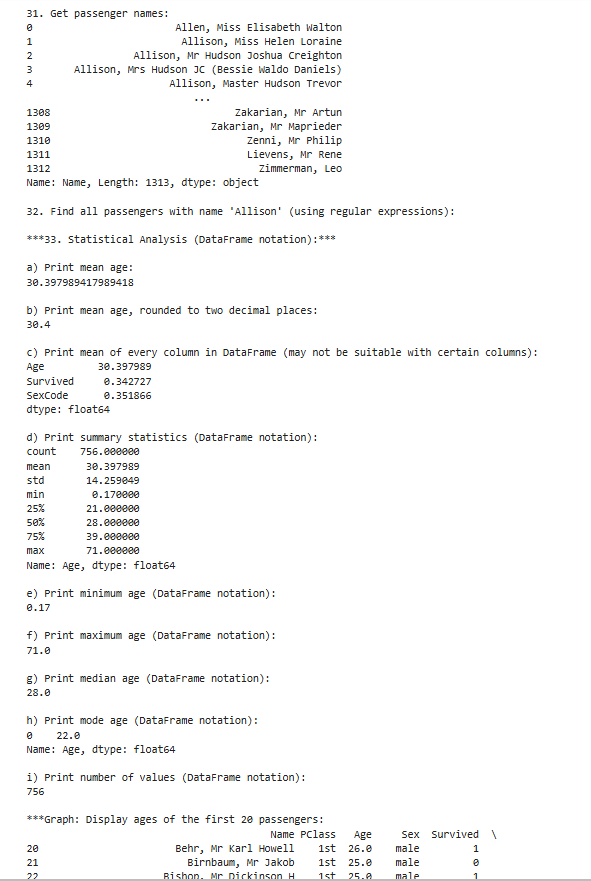 31. Get passenger names:
0                        Allen, Miss Elisabeth Walton
1                         Allison, Miss Helen Loraine
2                 Allison, Mr Hudson Joshua Creighton
3       Allison, Mrs Hudson JC (Bessie Waldo Daniels)
4                       Allison, Master Hudson Trevor
...
1308                               Zakarian, Mr Artun
1309                           Zakarian, Mr Maprieder
1310                                 Zenni, Mr Philip
1311                                 Lievens, Mr Rene
1312                                   Zimmerman, Leo
Name: Name, Length: 1313, dtype: object
32. Find all passengers with name 'Allison' (using regular expressions):
***33. Statistical Analysis (DataFrame notation):***
a) Print mean age:
30.397989417989418
b) Print mean age, rounded to two decimal places:
30.4
c) Print mean of every column in DataFrame (may not be suitable with certain columns):
Age         30.397989
Survived     0.342727
SexCode      0.351866
dtype: float64
d) Print summary statistics (DataFrame notation):
count    756.000000
mean      30.397989
std       14.259049
min        0.170000
25%       21.000000
50%       28.000000
75%       39.000000
max       71.000000
Name: Age, dtype: float64
e) Print minimum age (DataFrame notation):
0.17
f) Print maximum age (DataFrame notation):
71.0
g) Print median age (DataFrame notation):
28.0
h) Print mode age (DataFrame notation):
0    22.0
Name: Age, dtype: float64
i) Print number of values (DataFrame notation):
756
***Graph: Display ages of the first 20 passengers:
Name PClass   Age     Sex  Survived  \
20                 Behr, Mr Karl Howell    1st  26.0    male         1
21                  Birnbaum, Mr Jakob    1st  25.0    male         0
22                 Bishop, Mr Dickinson H    1st  25.0    male         1